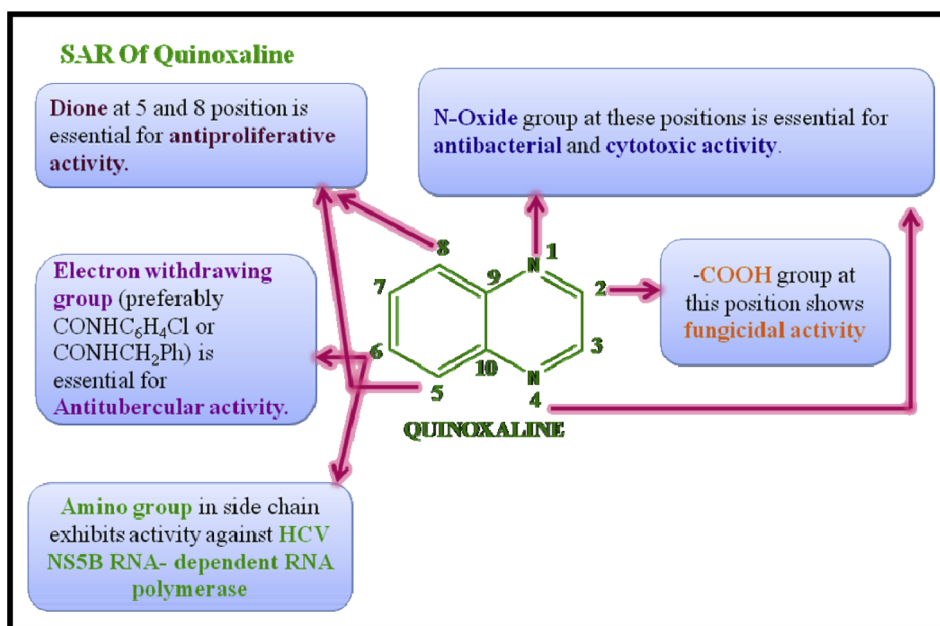 SAR Of Quinoxaline
Dione at 5 and 8 position is
essential for antiproliferative
activity.
N-Oxide group at these positions is essential for
antibacterial and cytotoxic activity.
Electron withdrawing
group (preferably
CONHC₆H₄Cl or
CONHCH₂Ph) is
essential for
Antitubercular activity.
8
N 1
7
9
2
6
3
10
5
N
4
QUINOXALINE
-COOH group at
this position shows
fungicidal activity
Amino group in side chain
exhibits activity against HCV
NS5B RNA- dependent RNA
polymerase